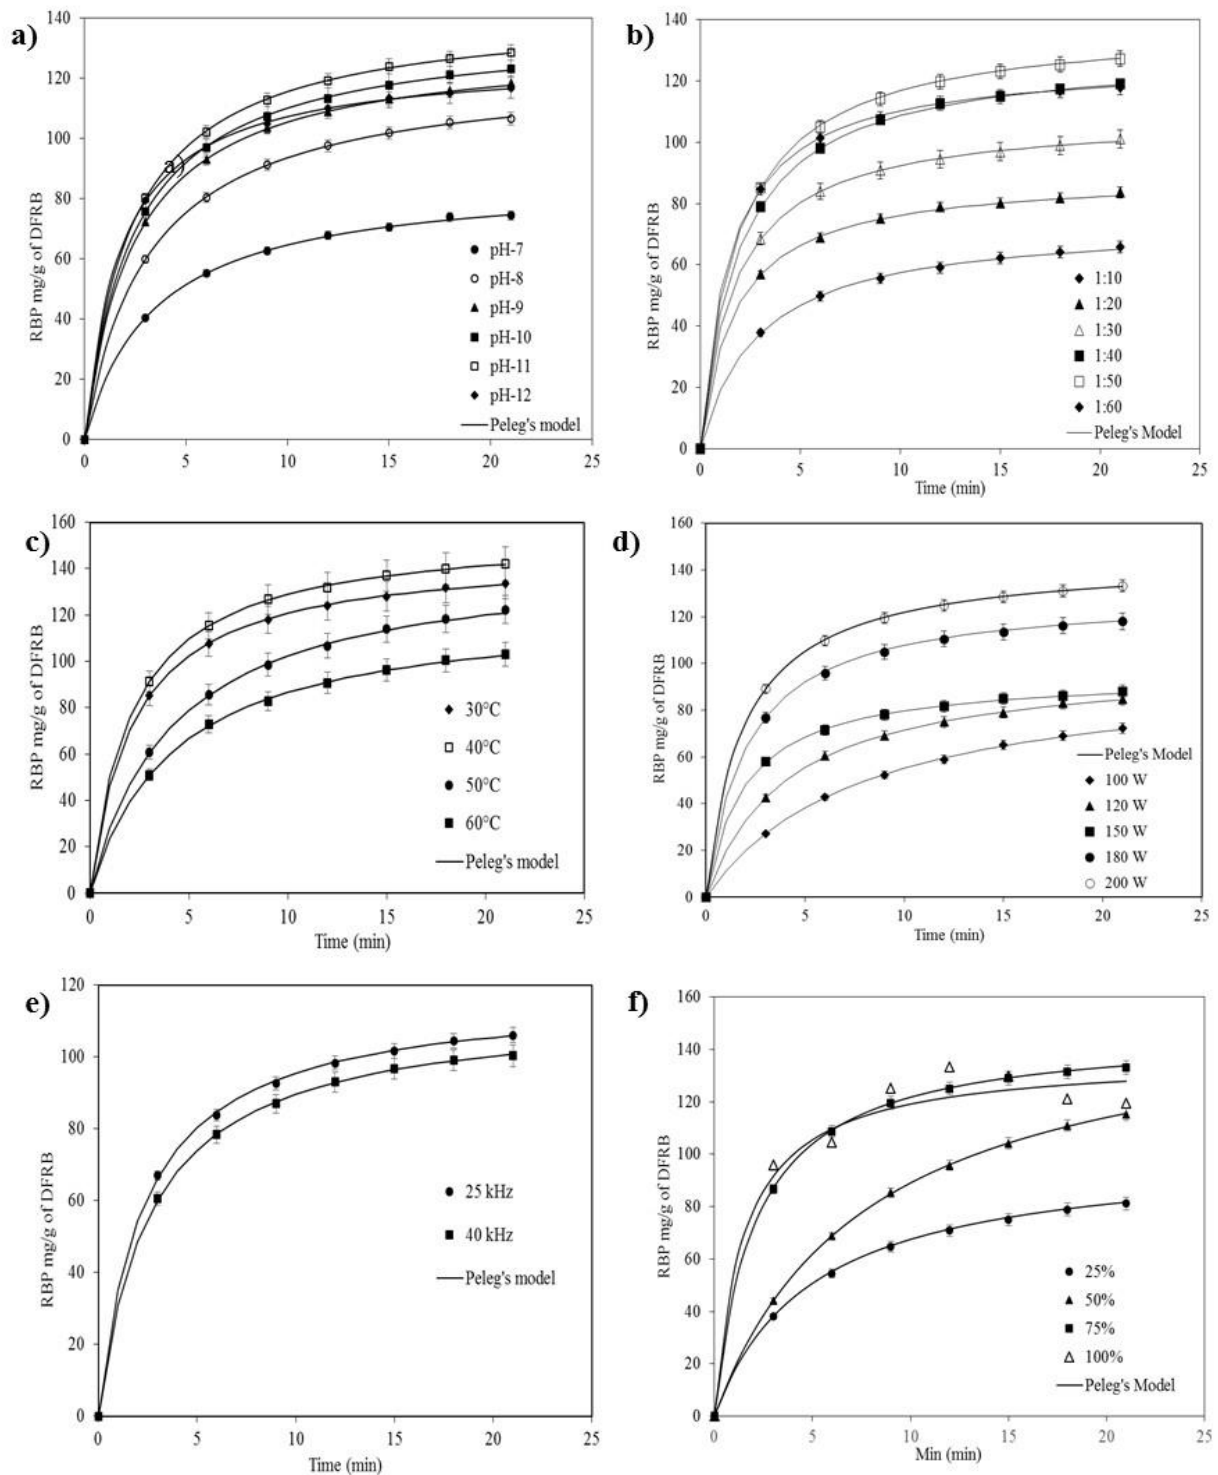 a)
140
120
100
80
60
40
20
0
RBP mg/g of DFRB
pH-7
pH-8
pH-9
pH-10
pH-11
pH-12
Peleg's model
0 5 10 15 20 25
b)
140
120
100
80
60
40
20
0
RBP mg/g of DFRB
1:10
1:20
1:30
1:40
1:50
1:60
Peleg's Model
0 5 10 15 20 25
Time (min)
c)
160
140
120
100
80
60
40
20
0
RBP mg/g of DFRB
30°C
40°C
50°C
60°C
Peleg's model
0 5 10 15 20 25
Time (min)
d)
160
140
120
100
80
60
40
20
0
RBP mg/g of DFRB
Peleg's Model
100 W
120 W
150 W
180 W
200 W
0 5 10 15 20 25
Time (min)
e)
120
100
80
60
40
20
0
RBP mg/g of DFRB
25 kHz
40 kHz
Peleg's model
0 5 10 15 20 25
Time (min)
f)
160
140
120
100
80
60
40
20
0
RBP mg/g of DFRB
25%
50%
75%
100%
Peleg's Model
0 5 10 15 20 25
Min (min)